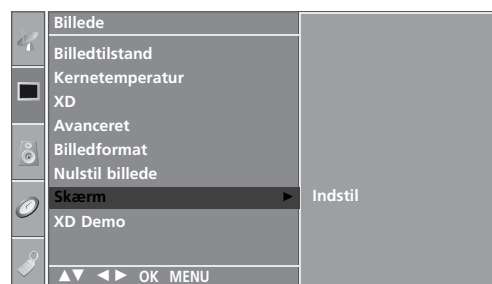 Billede
Billedtilstand
Kernetemperatur
XD
Avanceret
Billedformat
Nulstil billede
Skærm ► Indstil
XD Demo
▲▼ ◄► OK MENU